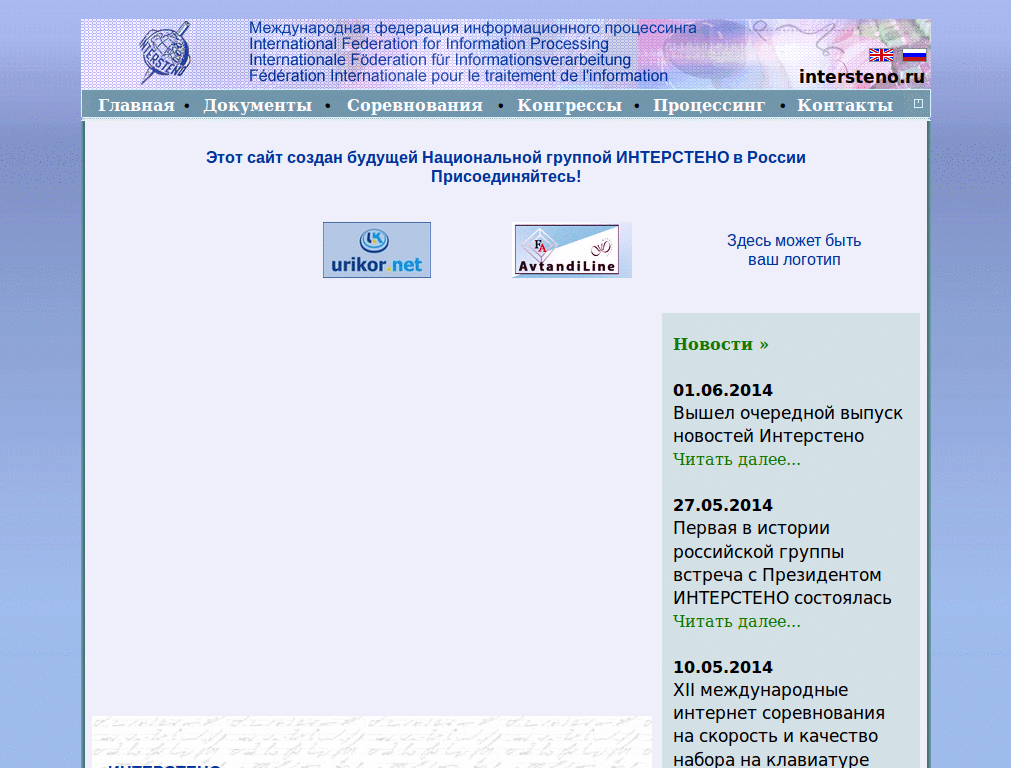 Международная федерация информационного процессинга
International Federation for Information Processing
Internationale Föderation für Informationsverarbeitung
Fédération Internationale pour le traitement de l'information
intersteno.ru
Главная • Документы • Соревнования • Конгрессы • Процессинг • Контакты
Этот сайт создан будущей Национальной группой ИНТЕРСТЕНО в России
Присоединяйтесь!
urikor.net
FA
AvtandiLine
Здесь может быть
ваш логотип
Новости »
01.06.2014
Вышел очередной выпуск
новостей Интерстено
Читать далее...
27.05.2014
Первая в истории
российской группы
встреча с Президентом
ИНТЕРСТЕНО состоялась
Читать далее...
10.05.2014
XII международные
интернет соревнования
на скорость и качество
набора на клавиатуре
ИНТЕРСТЕНО